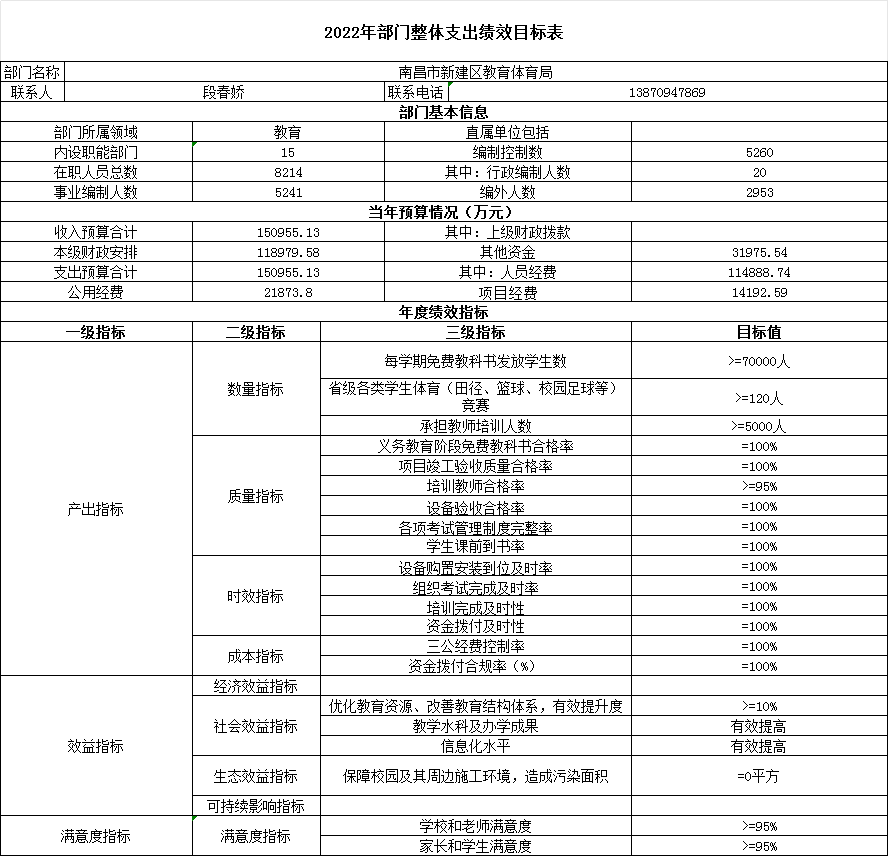 2022年部门整体支出绩效目标表
部门名称 南昌市新建区教育体育局
联系人 段春娇 联系电话 13870947869
部门基本信息
部门所属领域 教育 直属单位包括
内设职能部门 15 编制控制数 5260
在职人员总数 8214 其中：行政编制人数 20
事业编制人数 5241 编外人数 2953
当年预算情况（万元）
收入预算合计 150955.13 其中：上级财政拨款
本级财政安排 118979.58 其他资金 31975.54
支出预算合计 150955.13 其中：人员经费 114888.74
公用经费 21873.8 项目经费 14192.59
年度绩效指标
一级指标 二级指标 三级指标 目标值
产出指标 数量指标 每学期免费教科书发放学生数 >=70000人
省级各类学生体育（田径、篮球、校园足球等）
竞赛 >=120人
承担教师培训人数 >=5000人
质量指标 义务教育阶段免费教科书合格率 =100%
项目竣工验收质量合格率 =100%
培训教师合格率 >=95%
设备验收合格率 =100%
各项考试管理制度完整率 =100%
学生课前到书率 =100%
时效指标 设备购置安装到位及时率 =100%
组织考试完成及时率 =100%
培训完成及时性 =100%
资金拨付及时性 =100%
成本指标 三公经费控制率 =100%
资金拨付合规率（%） =100%
效益指标 经济效益指标
社会效益指标 优化教育资源、改善教育结构体系，有效提升度 >=10%
教学水科及办学成果 有效提高
信息化水平 有效提高
生态效益指标 保障校园及其周边施工环境，造成污染面积 =0平方
可持续影响指标
满意度指标 满意度指标 学校和老师满意度 >=95%
家长和学生满意度 >=95%